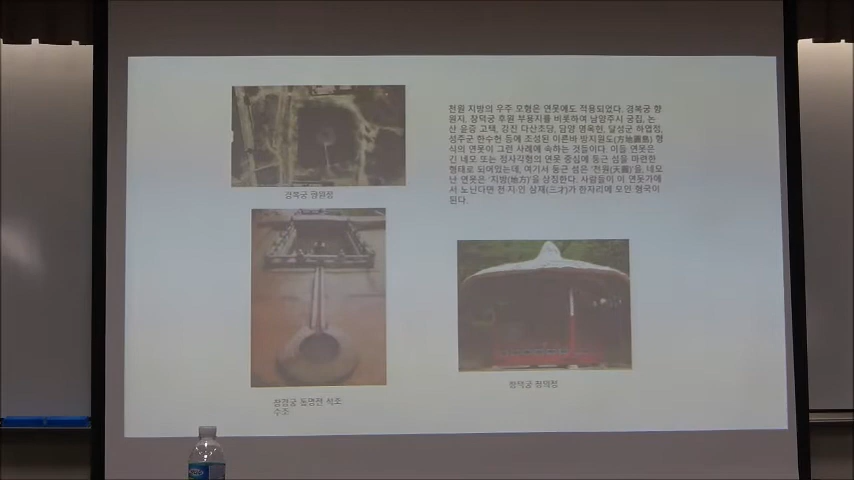 천원 지방의 우주 모형은 연못에도 적용되었다. 경복궁 향
원지, 창덕궁 후원 부용지를 비롯하여 남양주시 궁집, 논
산 윤증 고택, 강진 다산초당, 담양 명옥헌, 달성군 하엽정,
성주군 한수헌 등에 조성된 이른바 방지원도(方池圓島) 형
식의 연못이 그런 사례에 속하는 것들이다. 이들 연못은
긴 네모 또는 정사각형의 연못 중심에 둥근 섬을 마련한
형태로 되어있는데, 여기서 둥근 섬은 '천원(天圓)'을, 네모
난 연못은 '지방(地方)'을 상징한다. 사람들이 이 연못가에
서 노닌다면 천·지·인 삼재(三才)가 한자리에 모인 형국이
된다.
경복궁
창경궁 통명전 석조
수조
창덕궁 청의정